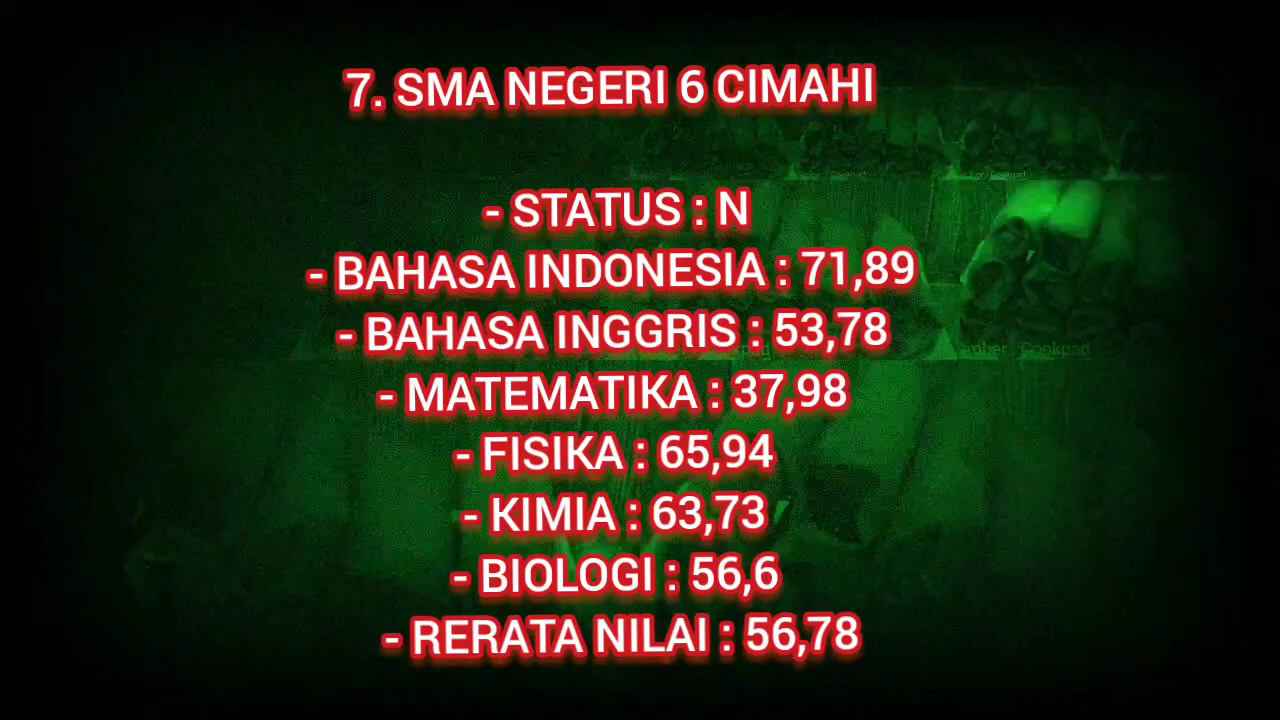 7. SMA NEGERI 6 CIMAHI
- STATUS : N
- BAHASA INDONESIA : 71,89
- BAHASA INGGRIS : 53,78
- MATEMATIKA : 37,98
- FISIKA : 65,94
- KIMIA : 63,73
- BIOLOGI : 56,6
- RERATA NILAI : 56,78
Cookpad